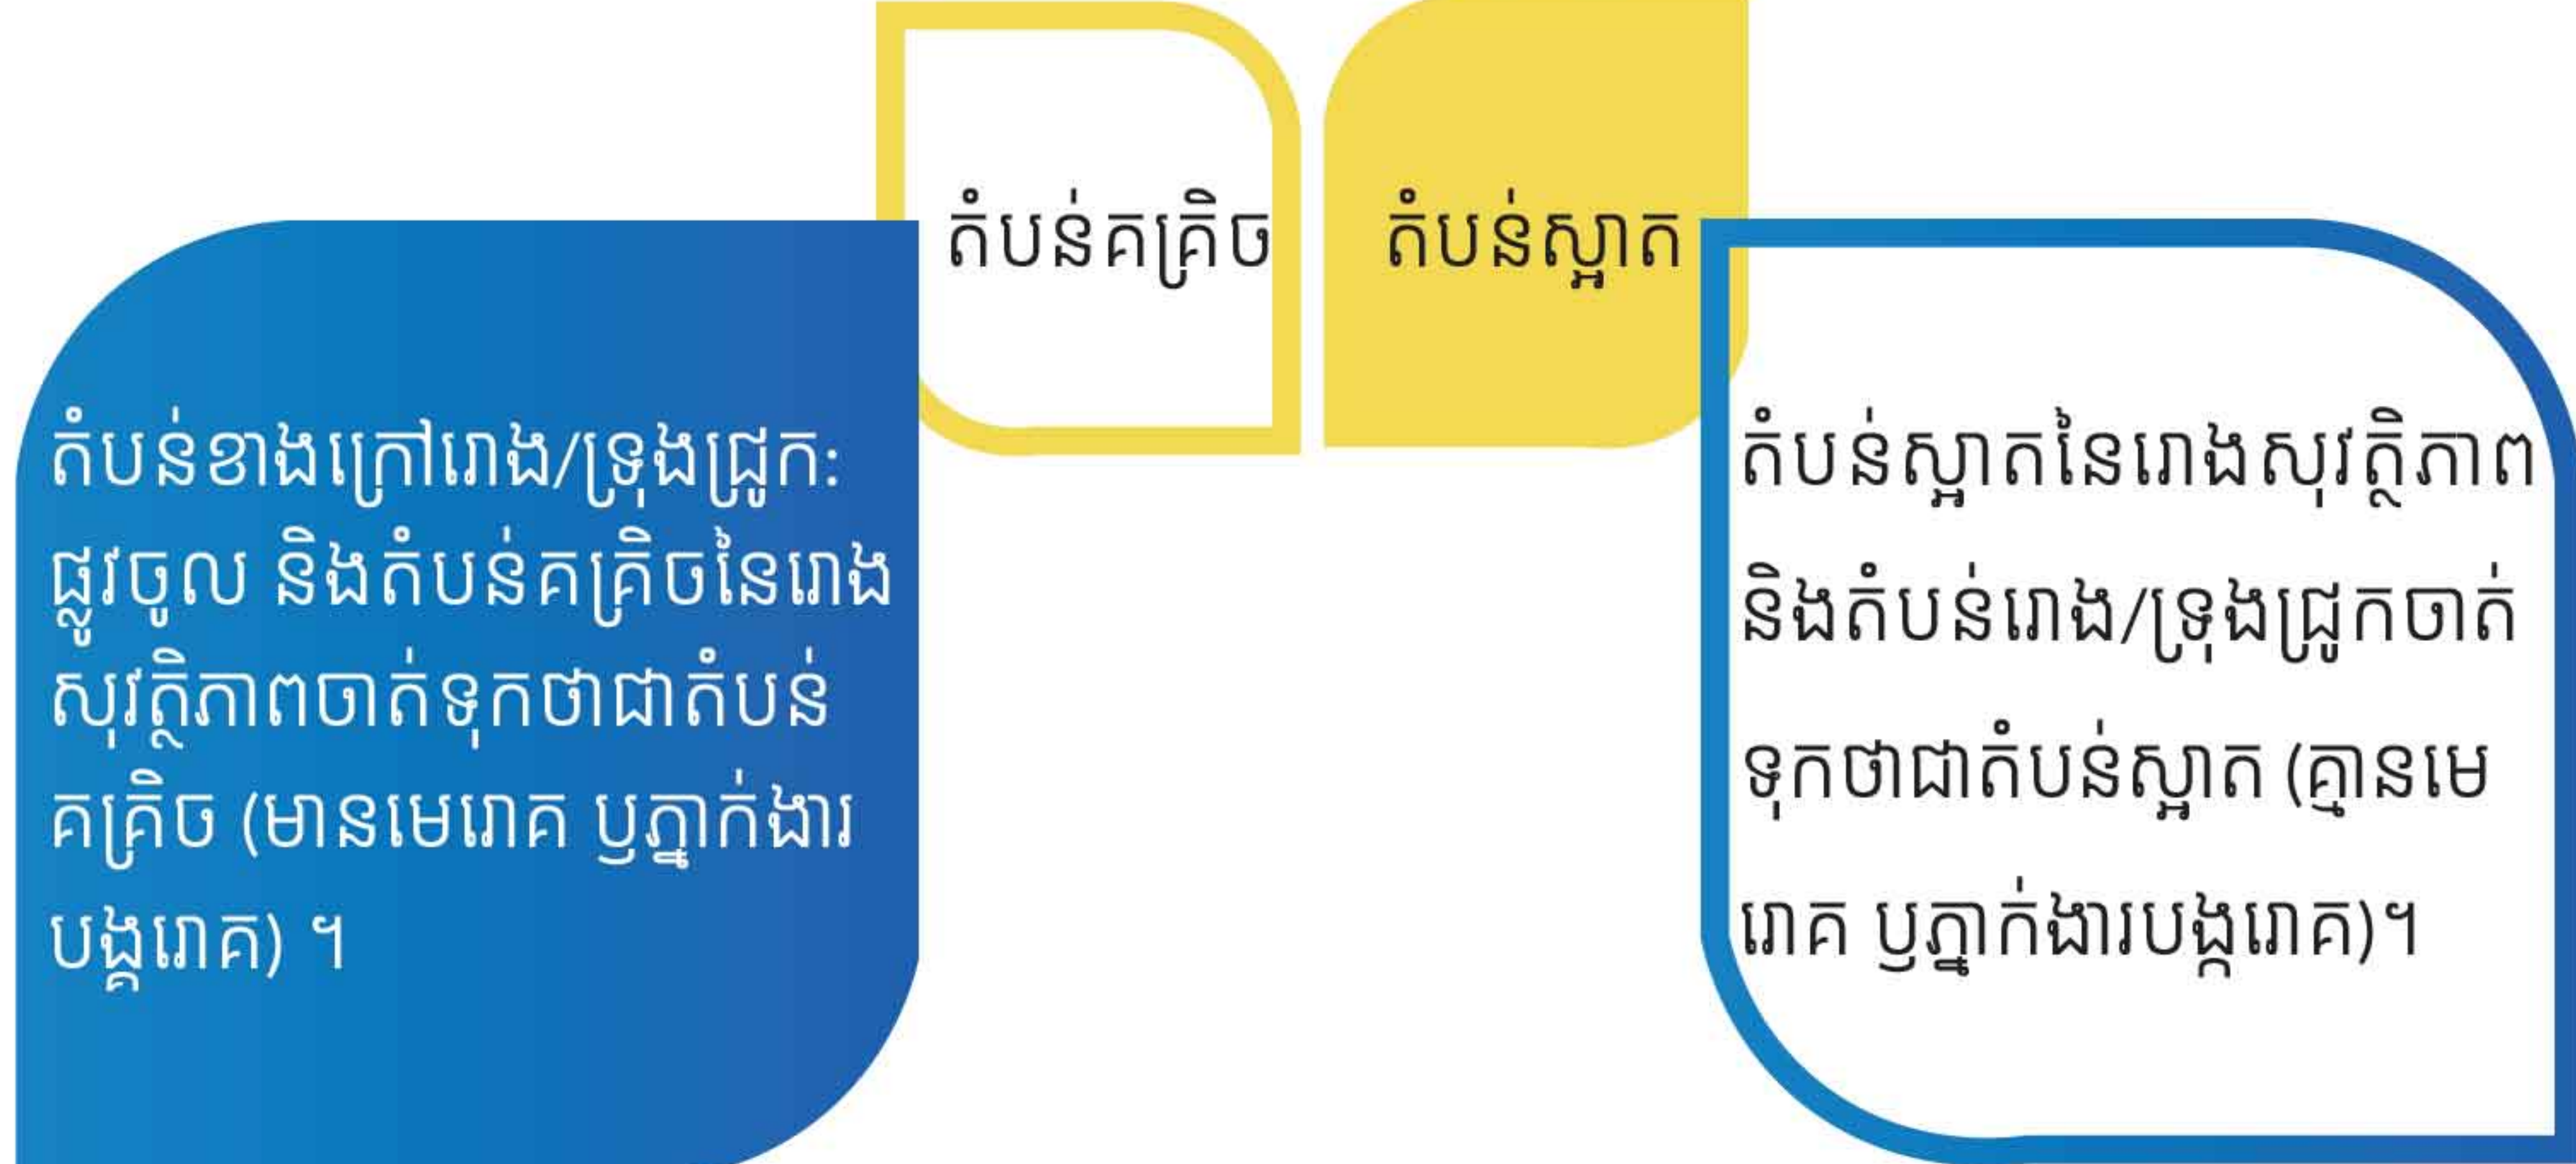 តំបន់គគ្រិច
តំបន់ស្អាត
តំបន់ខាងក្រៅរោង/ទ្រុងជ្រូក:
ផ្លូវចូល និងតំបន់គគ្រិចនៃរោង
សុវត្ថិភាពចាត់ទុកថាជាតំបន់
គគ្រិច (មានមេរោគ ឫភ្នាក់ងារ
បង្គរោគ) ។
តំបន់ស្អាតនៃរោងសុវត្ថិភាព
និងតំបន់រោង/ទ្រុងជ្រូកចាត់
ទុកថាជាតំបន់ស្អាត (គ្មានមេ
រោគ ឫភ្នាក់ងារបង្ករោគ)។